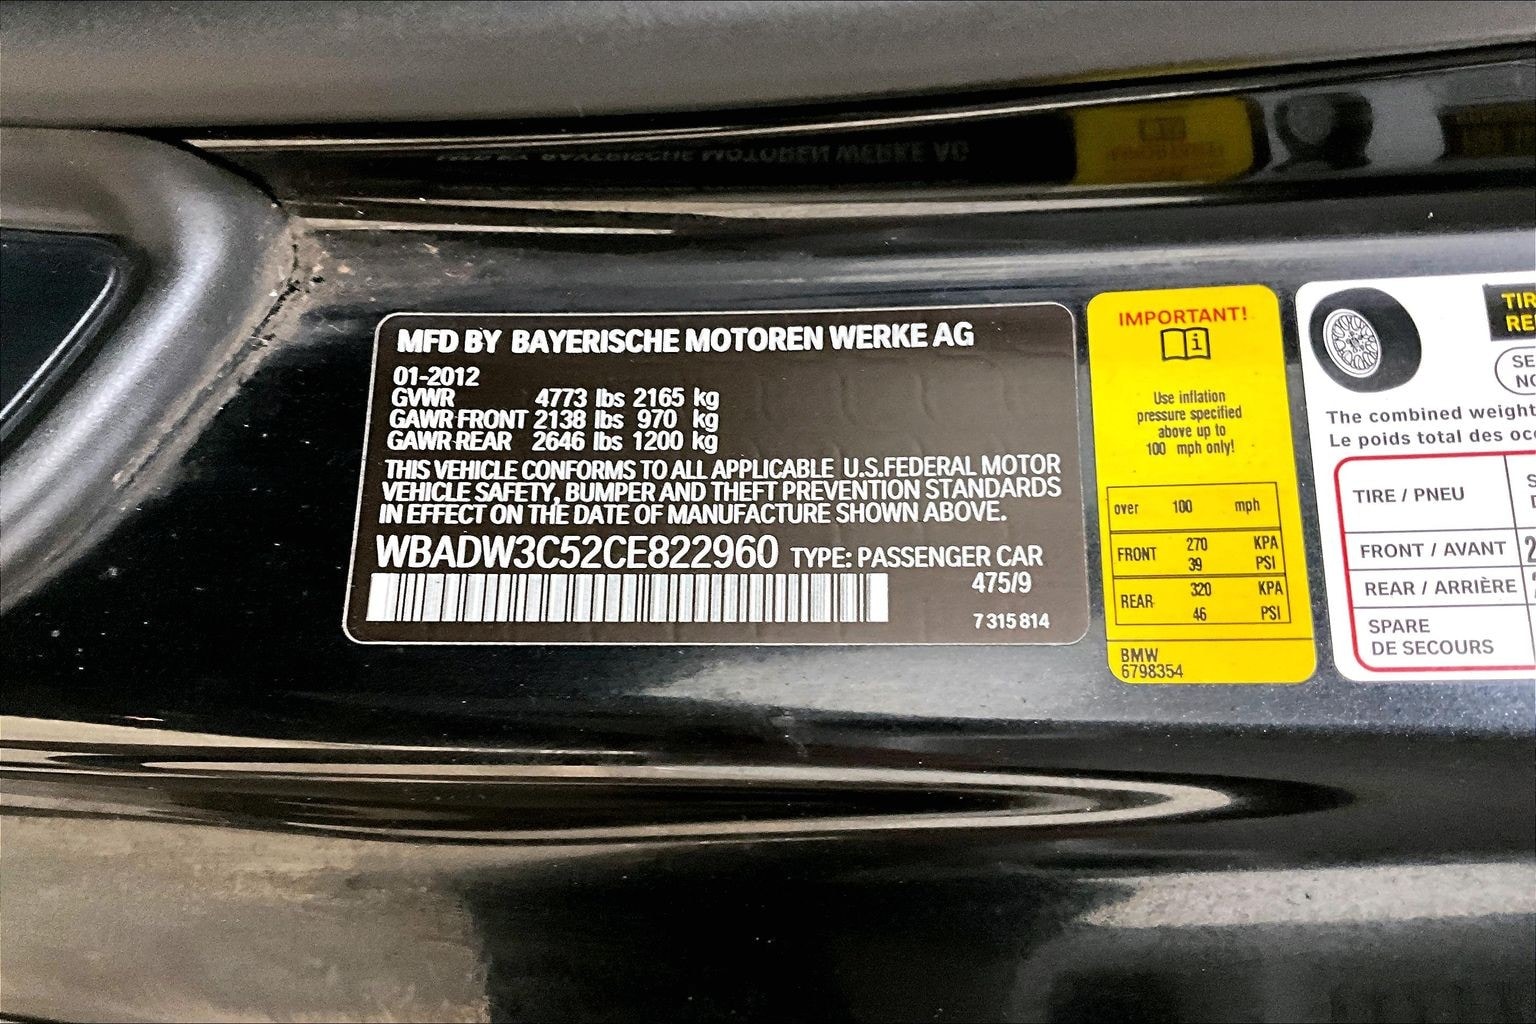 MFD BY BAYERISCHE MOTOREN WERKE AG
01-2012
GVWR 4773 lbs 2165 kg
GAWR FRONT 2138 lbs 970 kg
GAWR REAR 2646 lbs 1200 kg
THIS VEHICLE CONFORMS TO ALL APPLICABLE U.S.FEDERAL MOTOR
VEHICLE SAFETY, BUMPER AND THEFT PREVENTION STANDARDS
IN EFFECT ON THE DATE OF MANUFACTURE SHOWN ABOVE.
WBADW3C52CE822960 TYPE: PASSENGER CAR
475/9
7 315 814
IMPORTANT!
i
Use inflation
pressure specified
above up to
100 mph only!
over 100 mph
FRONT 270 KPA
39 PSI
REAR 320 KPA
46 PSI
BMW
6798354
The combined weight
Le poids total des
TIRE / PNEU
FRONT / AVANT
REAR / ARRIÈRE
SPARE
DE SECOURS